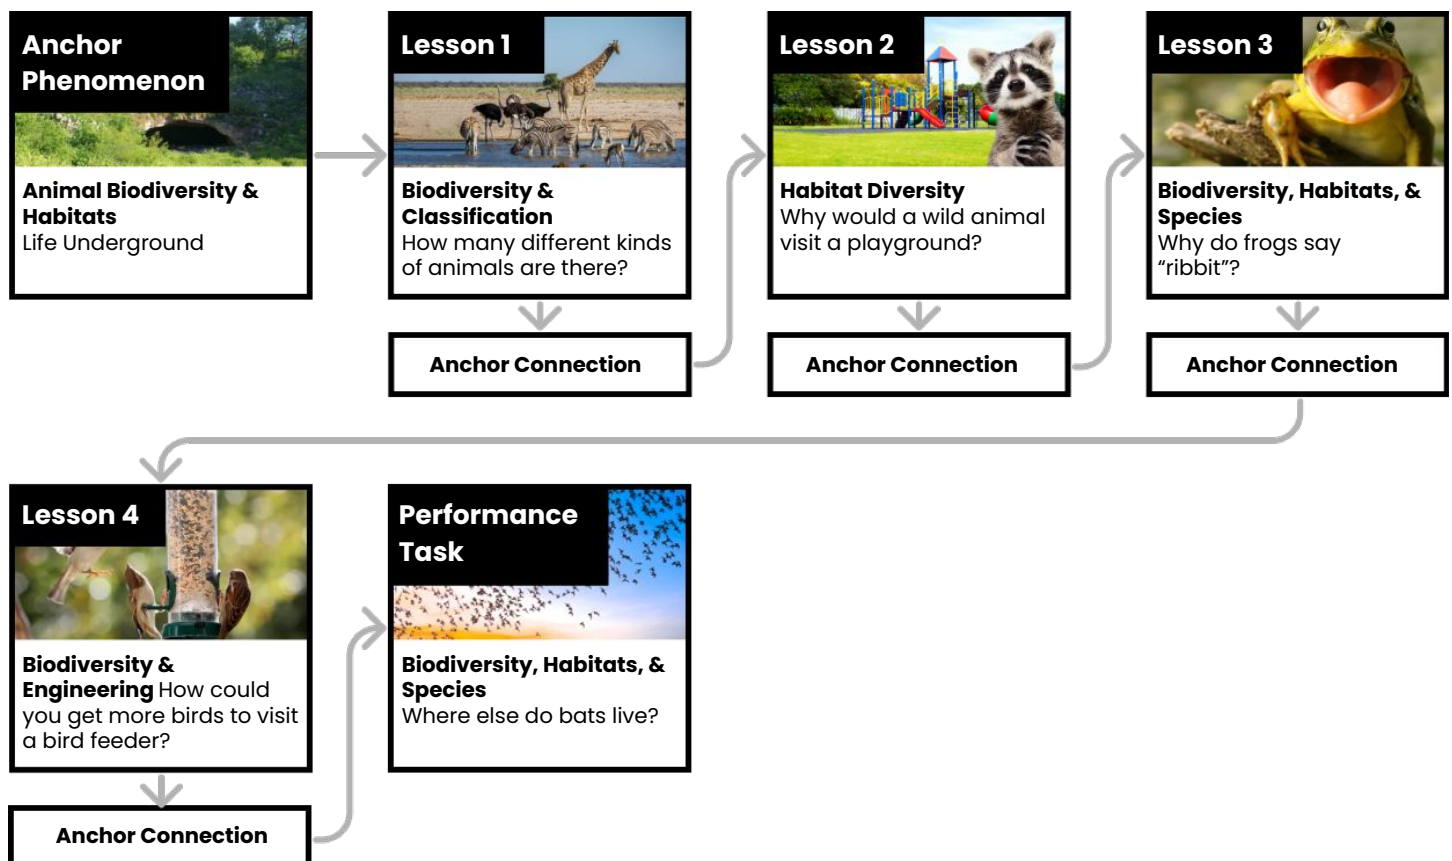 Anchor
Phenomenon
Animal Biodiversity &
Habitats
Life Underground
Lesson 1
Biodiversity &
Classification
How many different kinds
of animals are there?
Anchor Connection
Lesson 2
Habitat Diversity
Why would a wild animal
visit a playground?
Anchor Connection
Lesson 3
Biodiversity, Habitats, &
Species
Why do frogs say
“ribbit”?
Anchor Connection
Lesson 4
Biodiversity &
Engineering How could
you get more birds to visit
a bird feeder?
Anchor Connection
Performance
Task
Biodiversity, Habitats, &
Species
Where else do bats live?